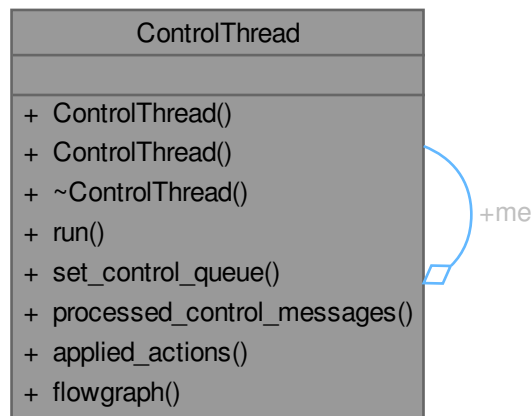 ControlThread
+ ControlThread()
+ ControlThread()
+ ~ControlThread()
+ run()
+ set_control_queue()
+ processed_control_messages()
+ applied_actions()
+ flowgraph()
+me